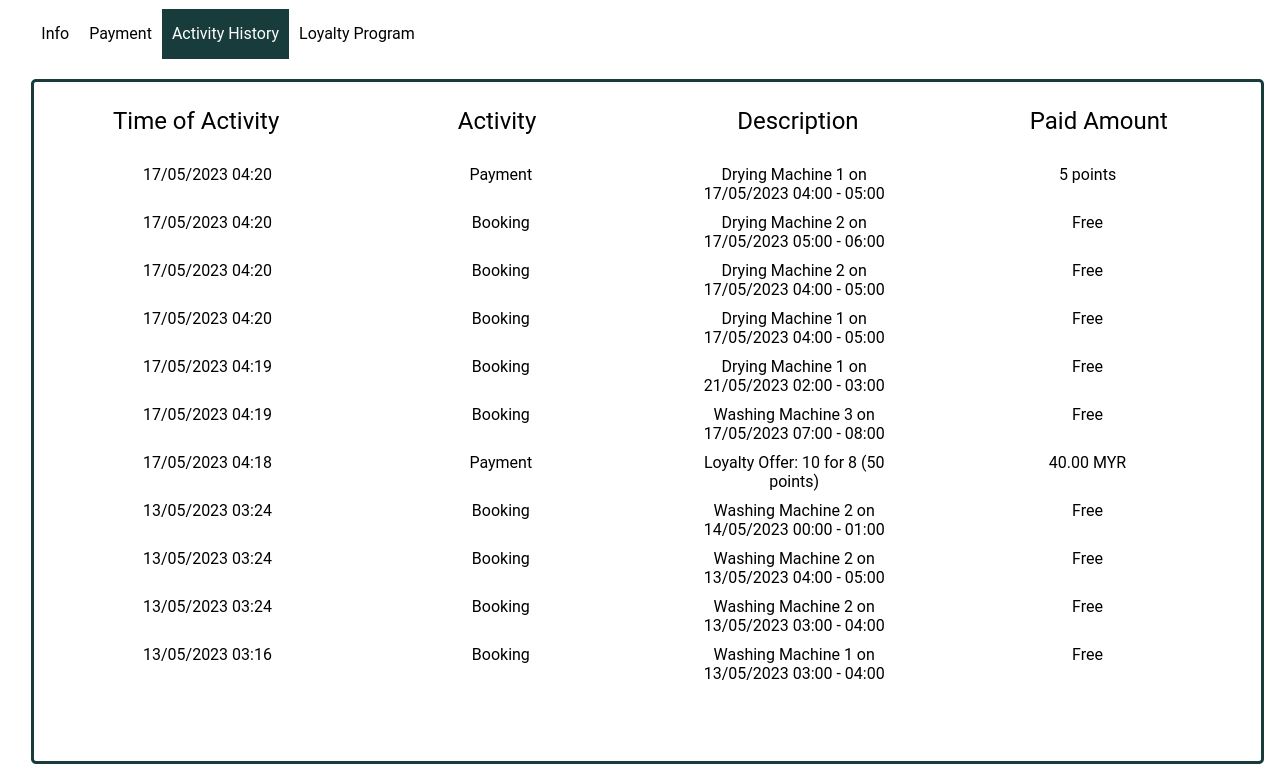 Info Payment Activity History Loyalty Program
Time of Activity Activity Description Paid Amount
17/05/2023 04:20 Payment Drying Machine 1 on 5 points
17/05/2023 04:00 - 05:00
17/05/2023 04:20 Booking Drying Machine 2 on Free
17/05/2023 05:00 - 06:00
17/05/2023 04:20 Booking Drying Machine 2 on Free
17/05/2023 04:00 - 05:00
17/05/2023 04:20 Booking Drying Machine 1 on Free
17/05/2023 04:00 - 05:00
17/05/2023 04:19 Booking Drying Machine 1 on Free
21/05/2023 02:00 - 03:00
17/05/2023 04:19 Booking Washing Machine 3 on Free
17/05/2023 07:00 - 08:00
17/05/2023 04:18 Payment Loyalty Offer: 10 for 8 (50 40.00 MYR
points)
13/05/2023 03:24 Booking Washing Machine 2 on Free
14/05/2023 00:00 - 01:00
13/05/2023 03:24 Booking Washing Machine 2 on Free
13/05/2023 04:00 - 05:00
13/05/2023 03:24 Booking Washing Machine 2 on Free
13/05/2023 03:00 - 04:00
13/05/2023 03:16 Booking Washing Machine 1 on Free
13/05/2023 03:00 - 04:00